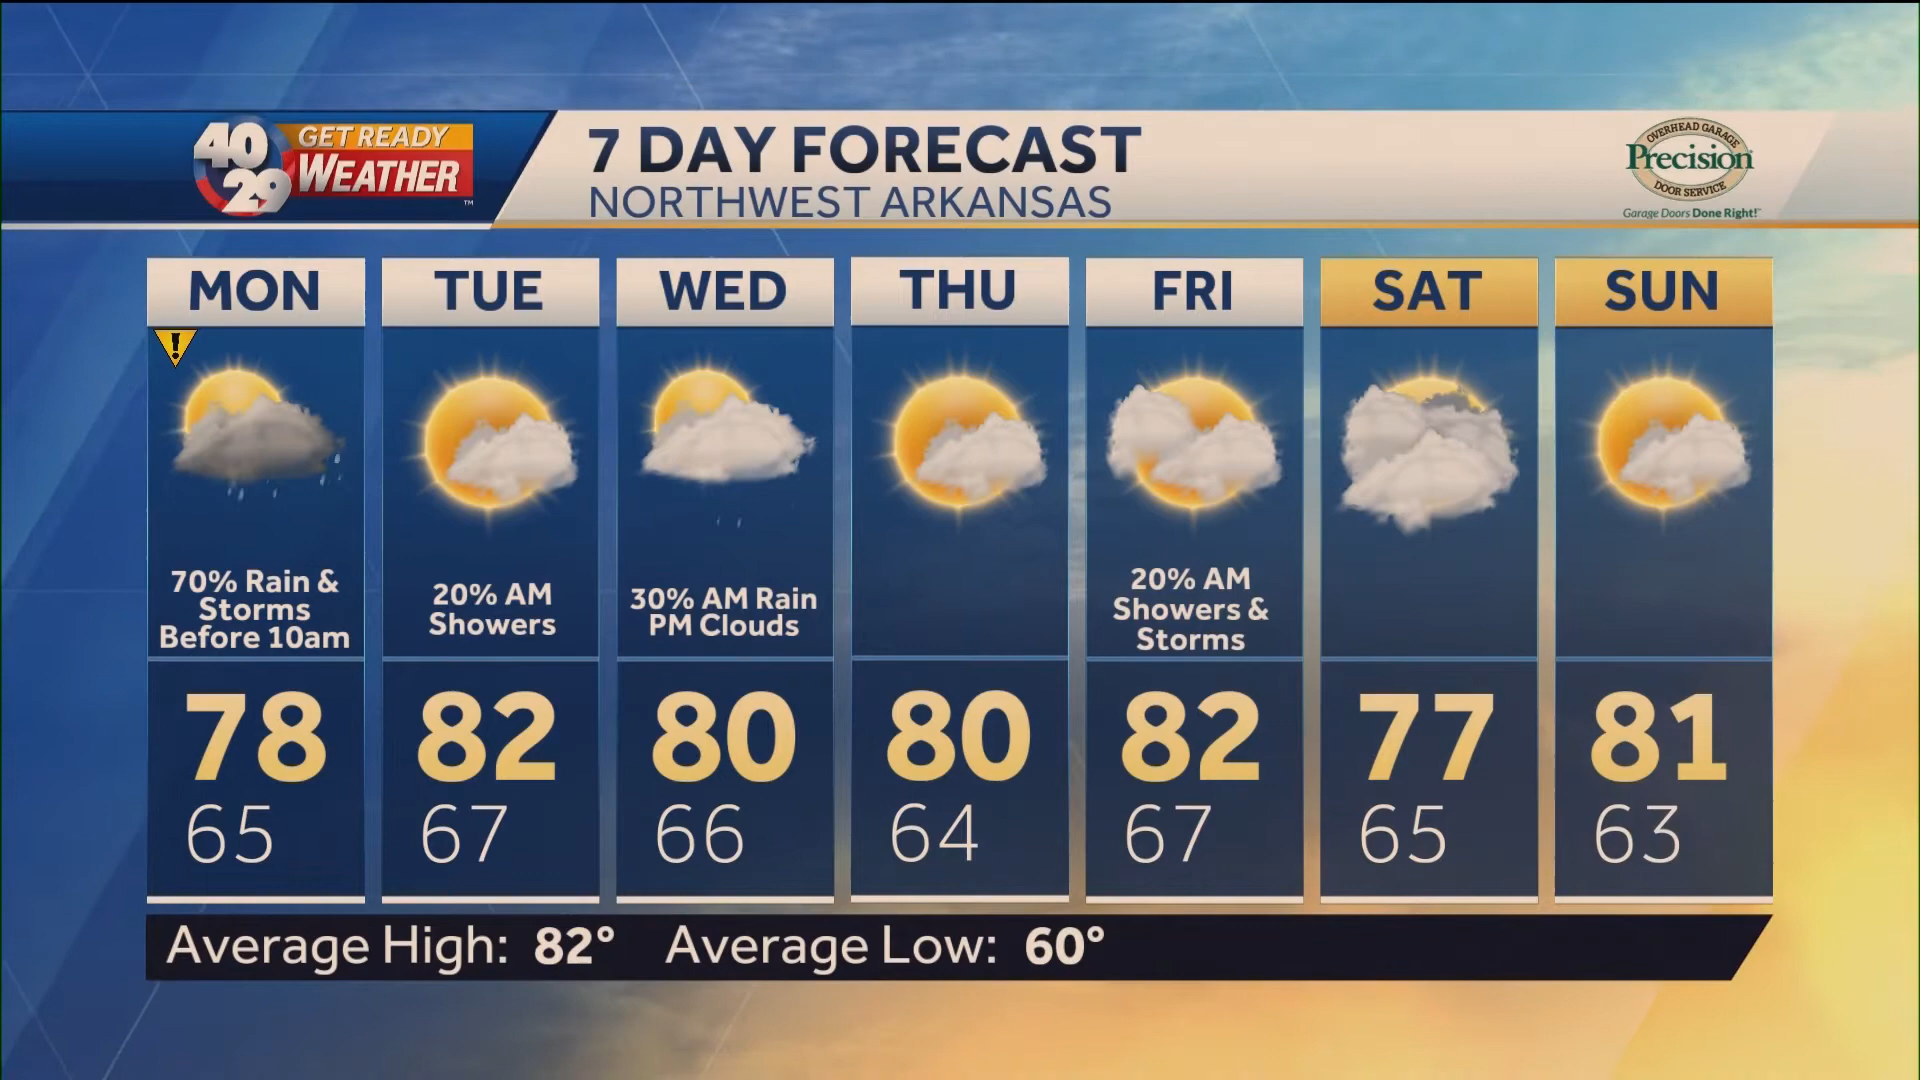 40
29
GET READY
WEATHER
™
7 DAY FORECAST
NORTHWEST ARKANSAS
OVERHEAD GARAGE
Precision
DOOR SERVICE
Garage Doors Done Right!™
MON
TUE
WED
THU
FRI
SAT
SUN
!
70% Rain &
Storms
Before 10am
20% AM
Showers
30% AM Rain
PM Clouds
20% AM
Showers &
Storms
78
82
80
80
82
77
81
65
67
66
64
67
65
63
Average High: 82° Average Low: 60°